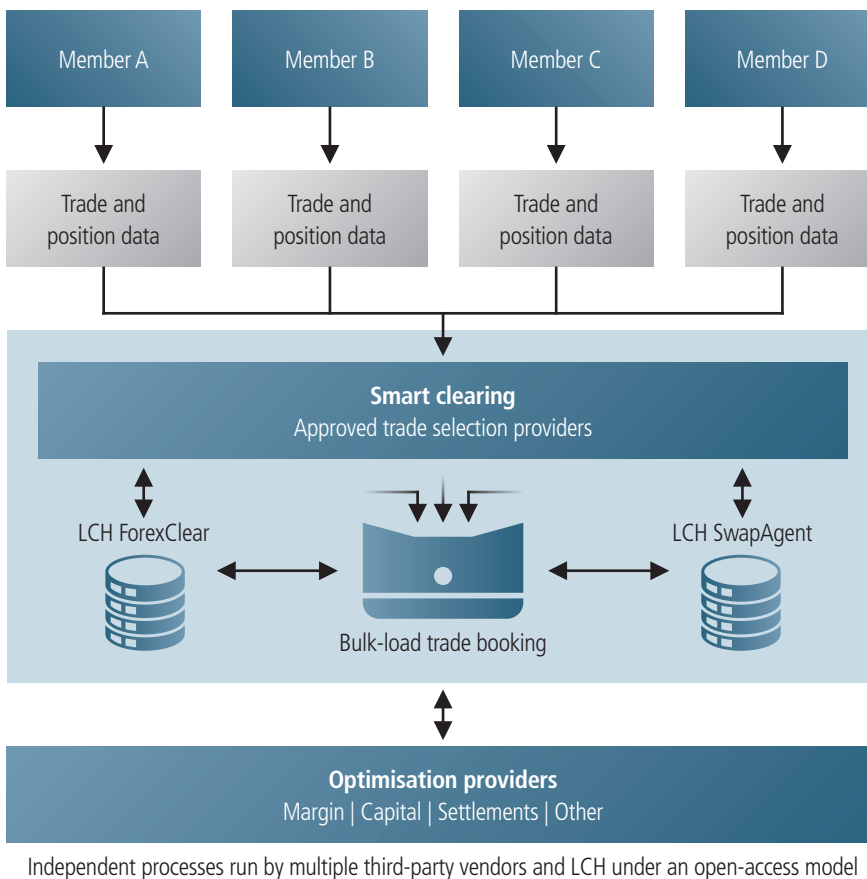 Member A
Member B
Member C
Member D
Trade and
position data
Trade and
position data
Trade and
position data
Trade and
position data
Smart clearing
Approved trade selection providers
LCH ForexClear
LCH SwapAgent
Bulk-load trade booking
Optimisation providers
Margin | Capital | Settlements | Other
Independent processes run by multiple third-party vendors and LCH under an open-access model